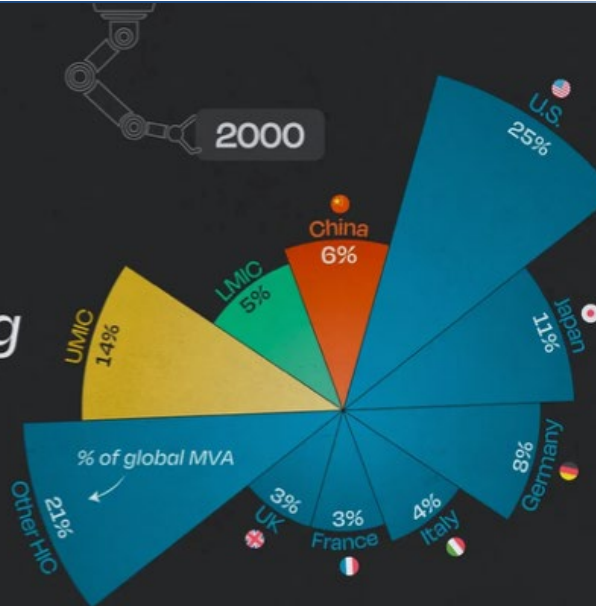 2000
g
U.S.
25%
China
6%
LMIC
5%
UMIC
14%
Japan
11%
Germany
8%
Italy
4%
France
3%
UK
3%
Other HIC
21%
% of global MVA